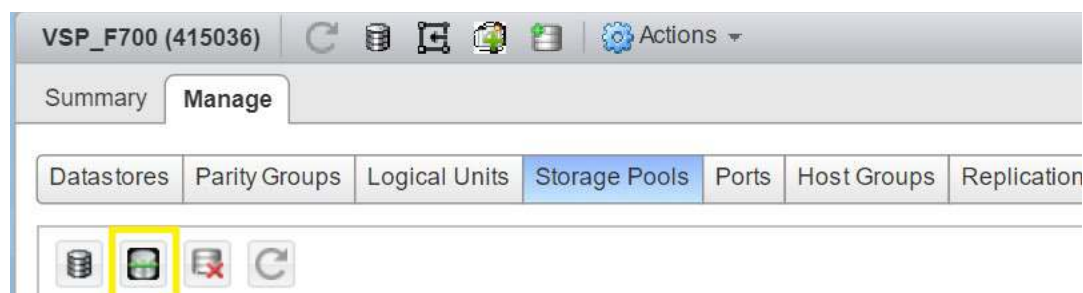 VSP_F700 (415036) Actions
Summary Manage
Datastores Parity Groups Logical Units Storage Pools Ports Host Groups Replication